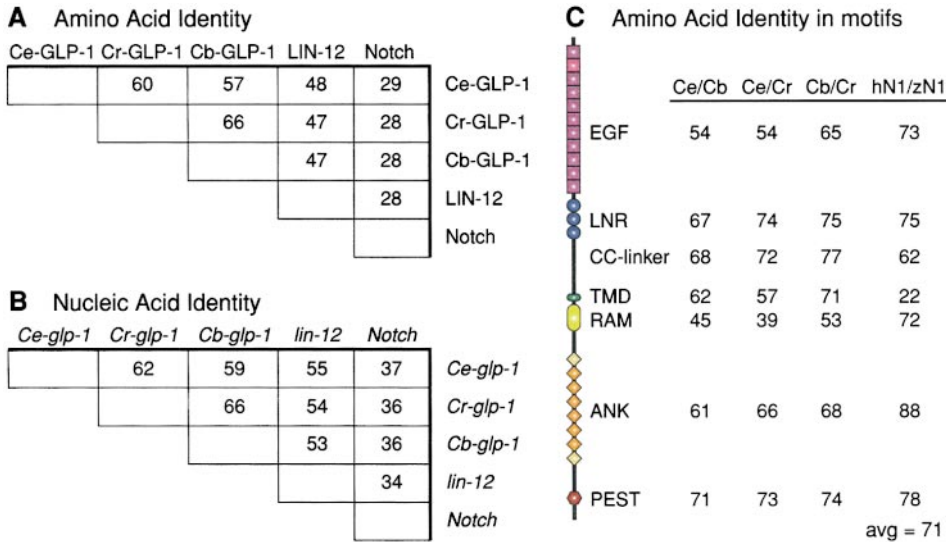 A Amino Acid Identity
Ce-GLP-1 Cr-GLP-1 Cb-GLP-1 LIN-12 Notch
60 57 48 29 Ce-GLP-1
66 47 28 Cr-GLP-1
47 28 Cb-GLP-1
28 LIN-12
Notch
B Nucleic Acid Identity
Ce-glp-1 Cr-glp-1 Cb-glp-1 lin-12 Notch
62 59 55 37 Ce-glp-1
66 54 36 Cr-glp-1
53 36 Cb-glp-1
34 lin-12
Notch
C Amino Acid Identity in motifs
Ce/Cb Ce/Cr Cb/Cr hN1/zN1
EGF 54 54 65 73
LNR 67 74 75 75
CC-linker 68 72 77 62
TMD 62 57 71 22
RAM 45 39 53 72
ANK 61 66 68 88
PEST 71 73 74 78
avg = 71